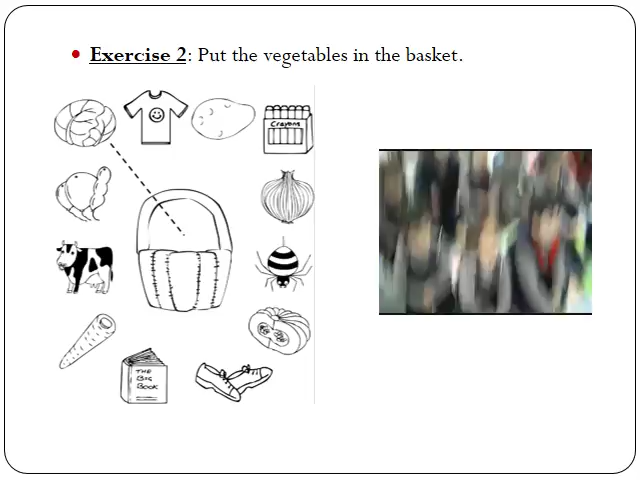 Exercise 2: Put the vegetables in the basket.
Crayons
THE
BIG
BOOK